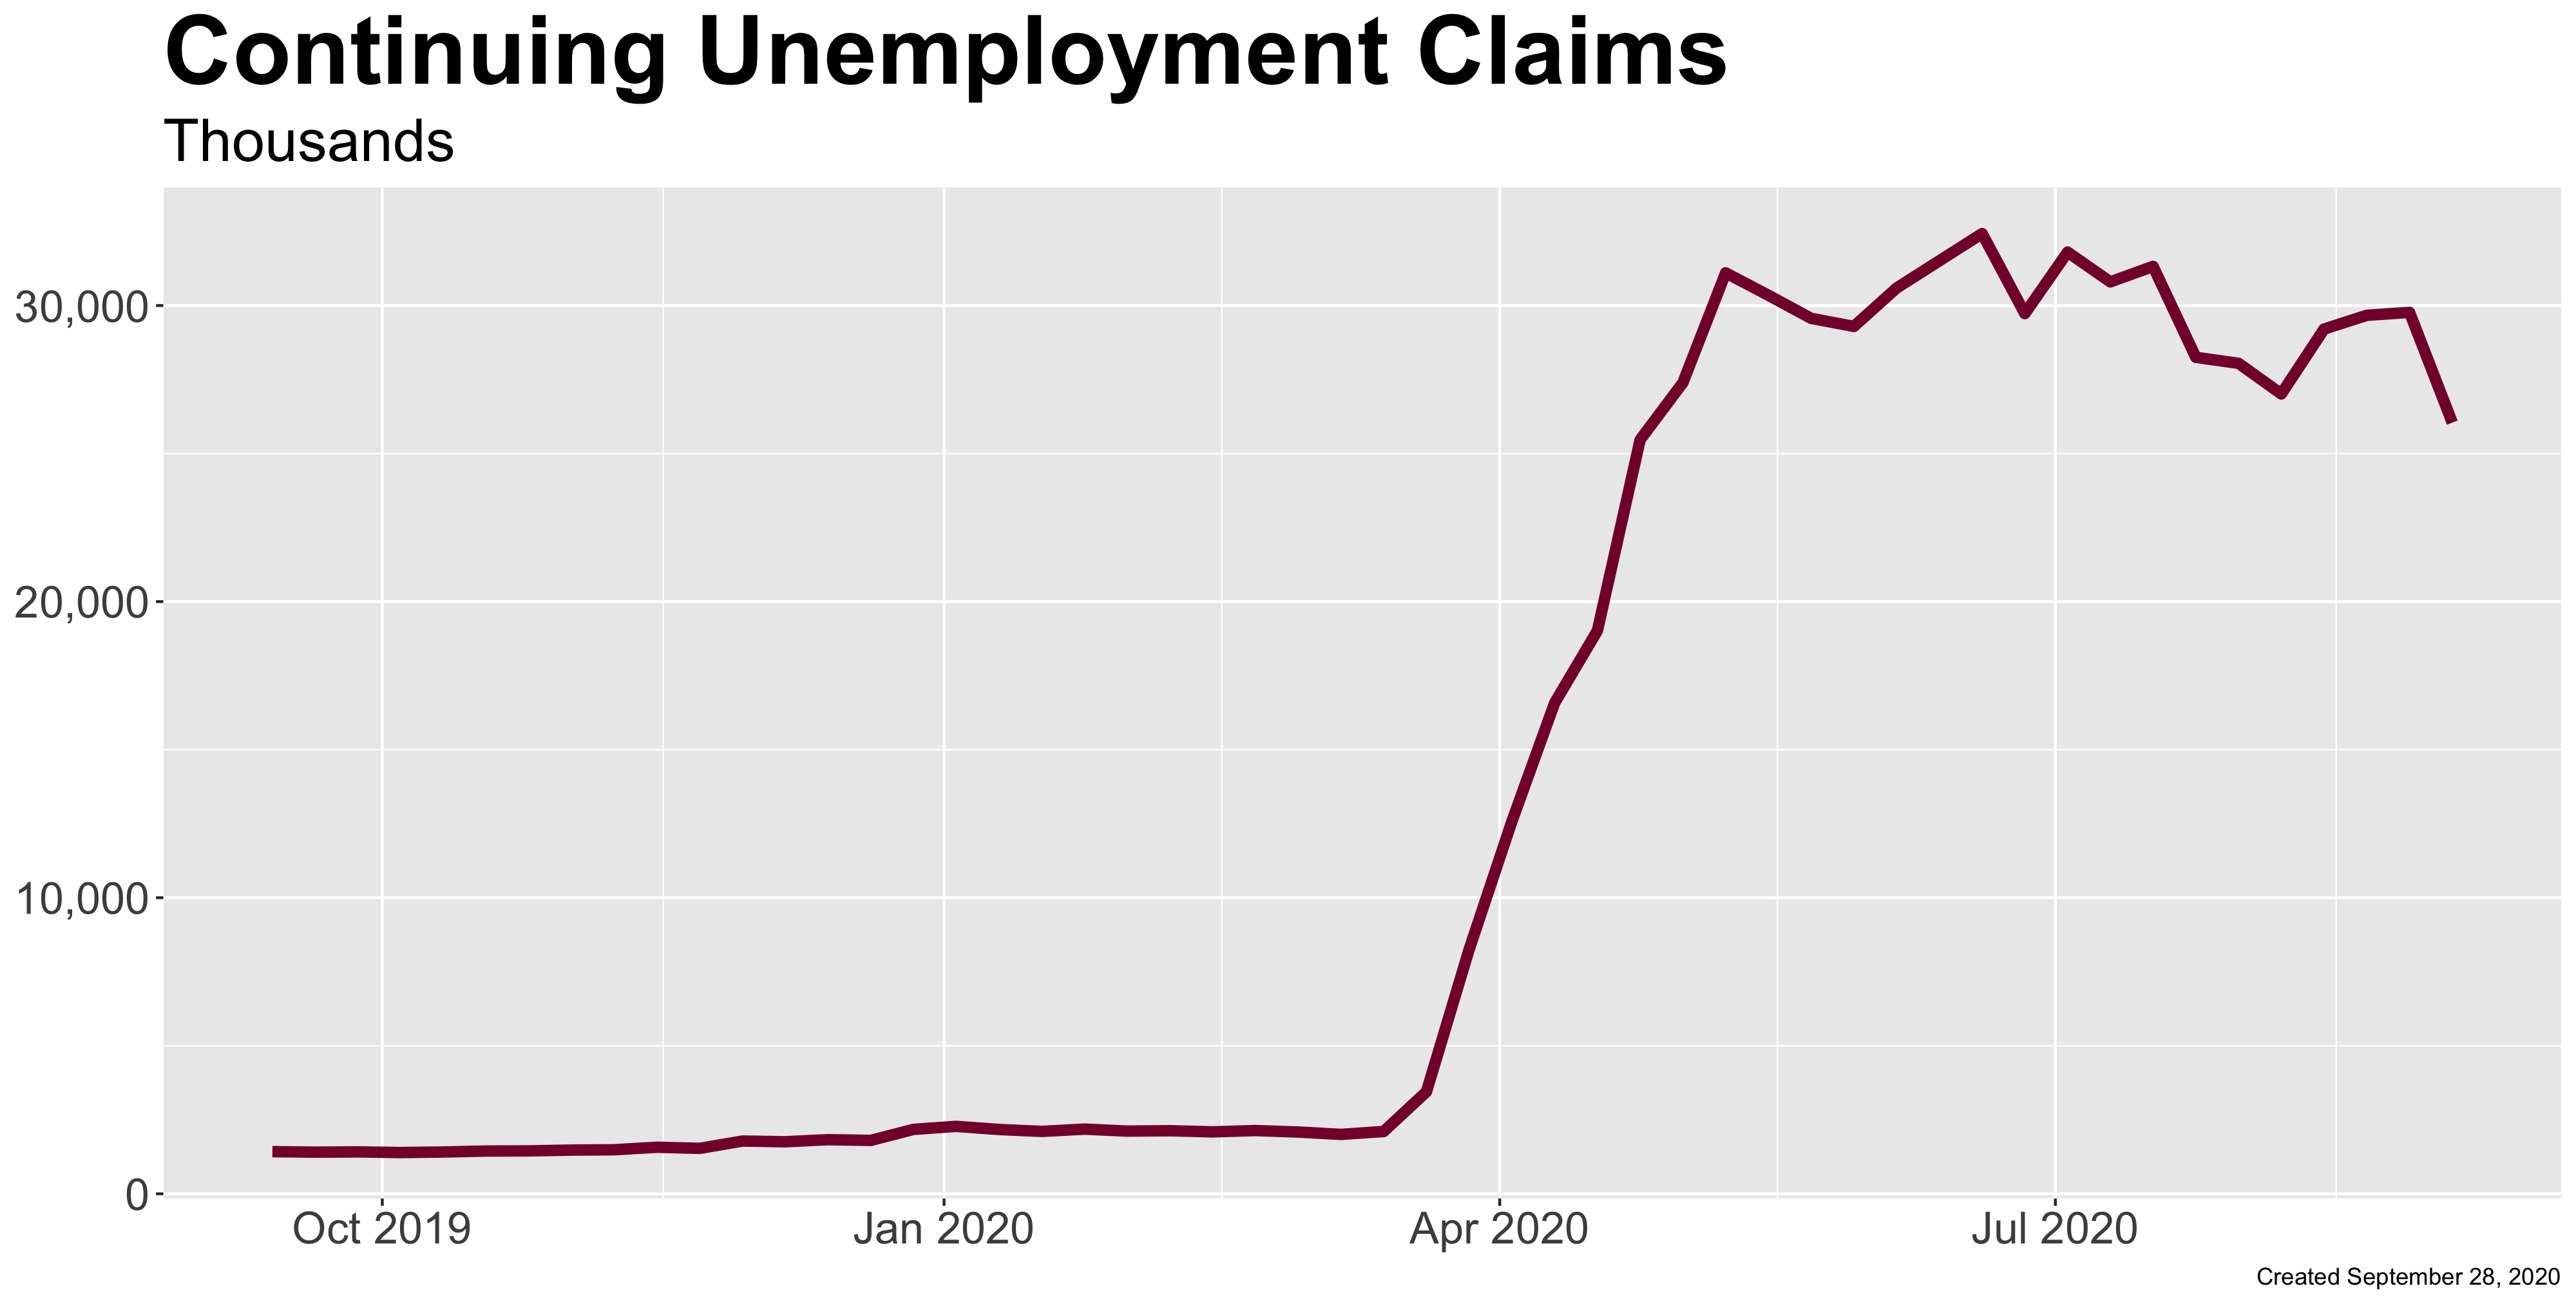 Continuing Unemployment Claims
Thousands
30,000
20,000
10,000
0
Oct 2019 Jan 2020 Apr 2020 Jul 2020
Created September 28, 2020